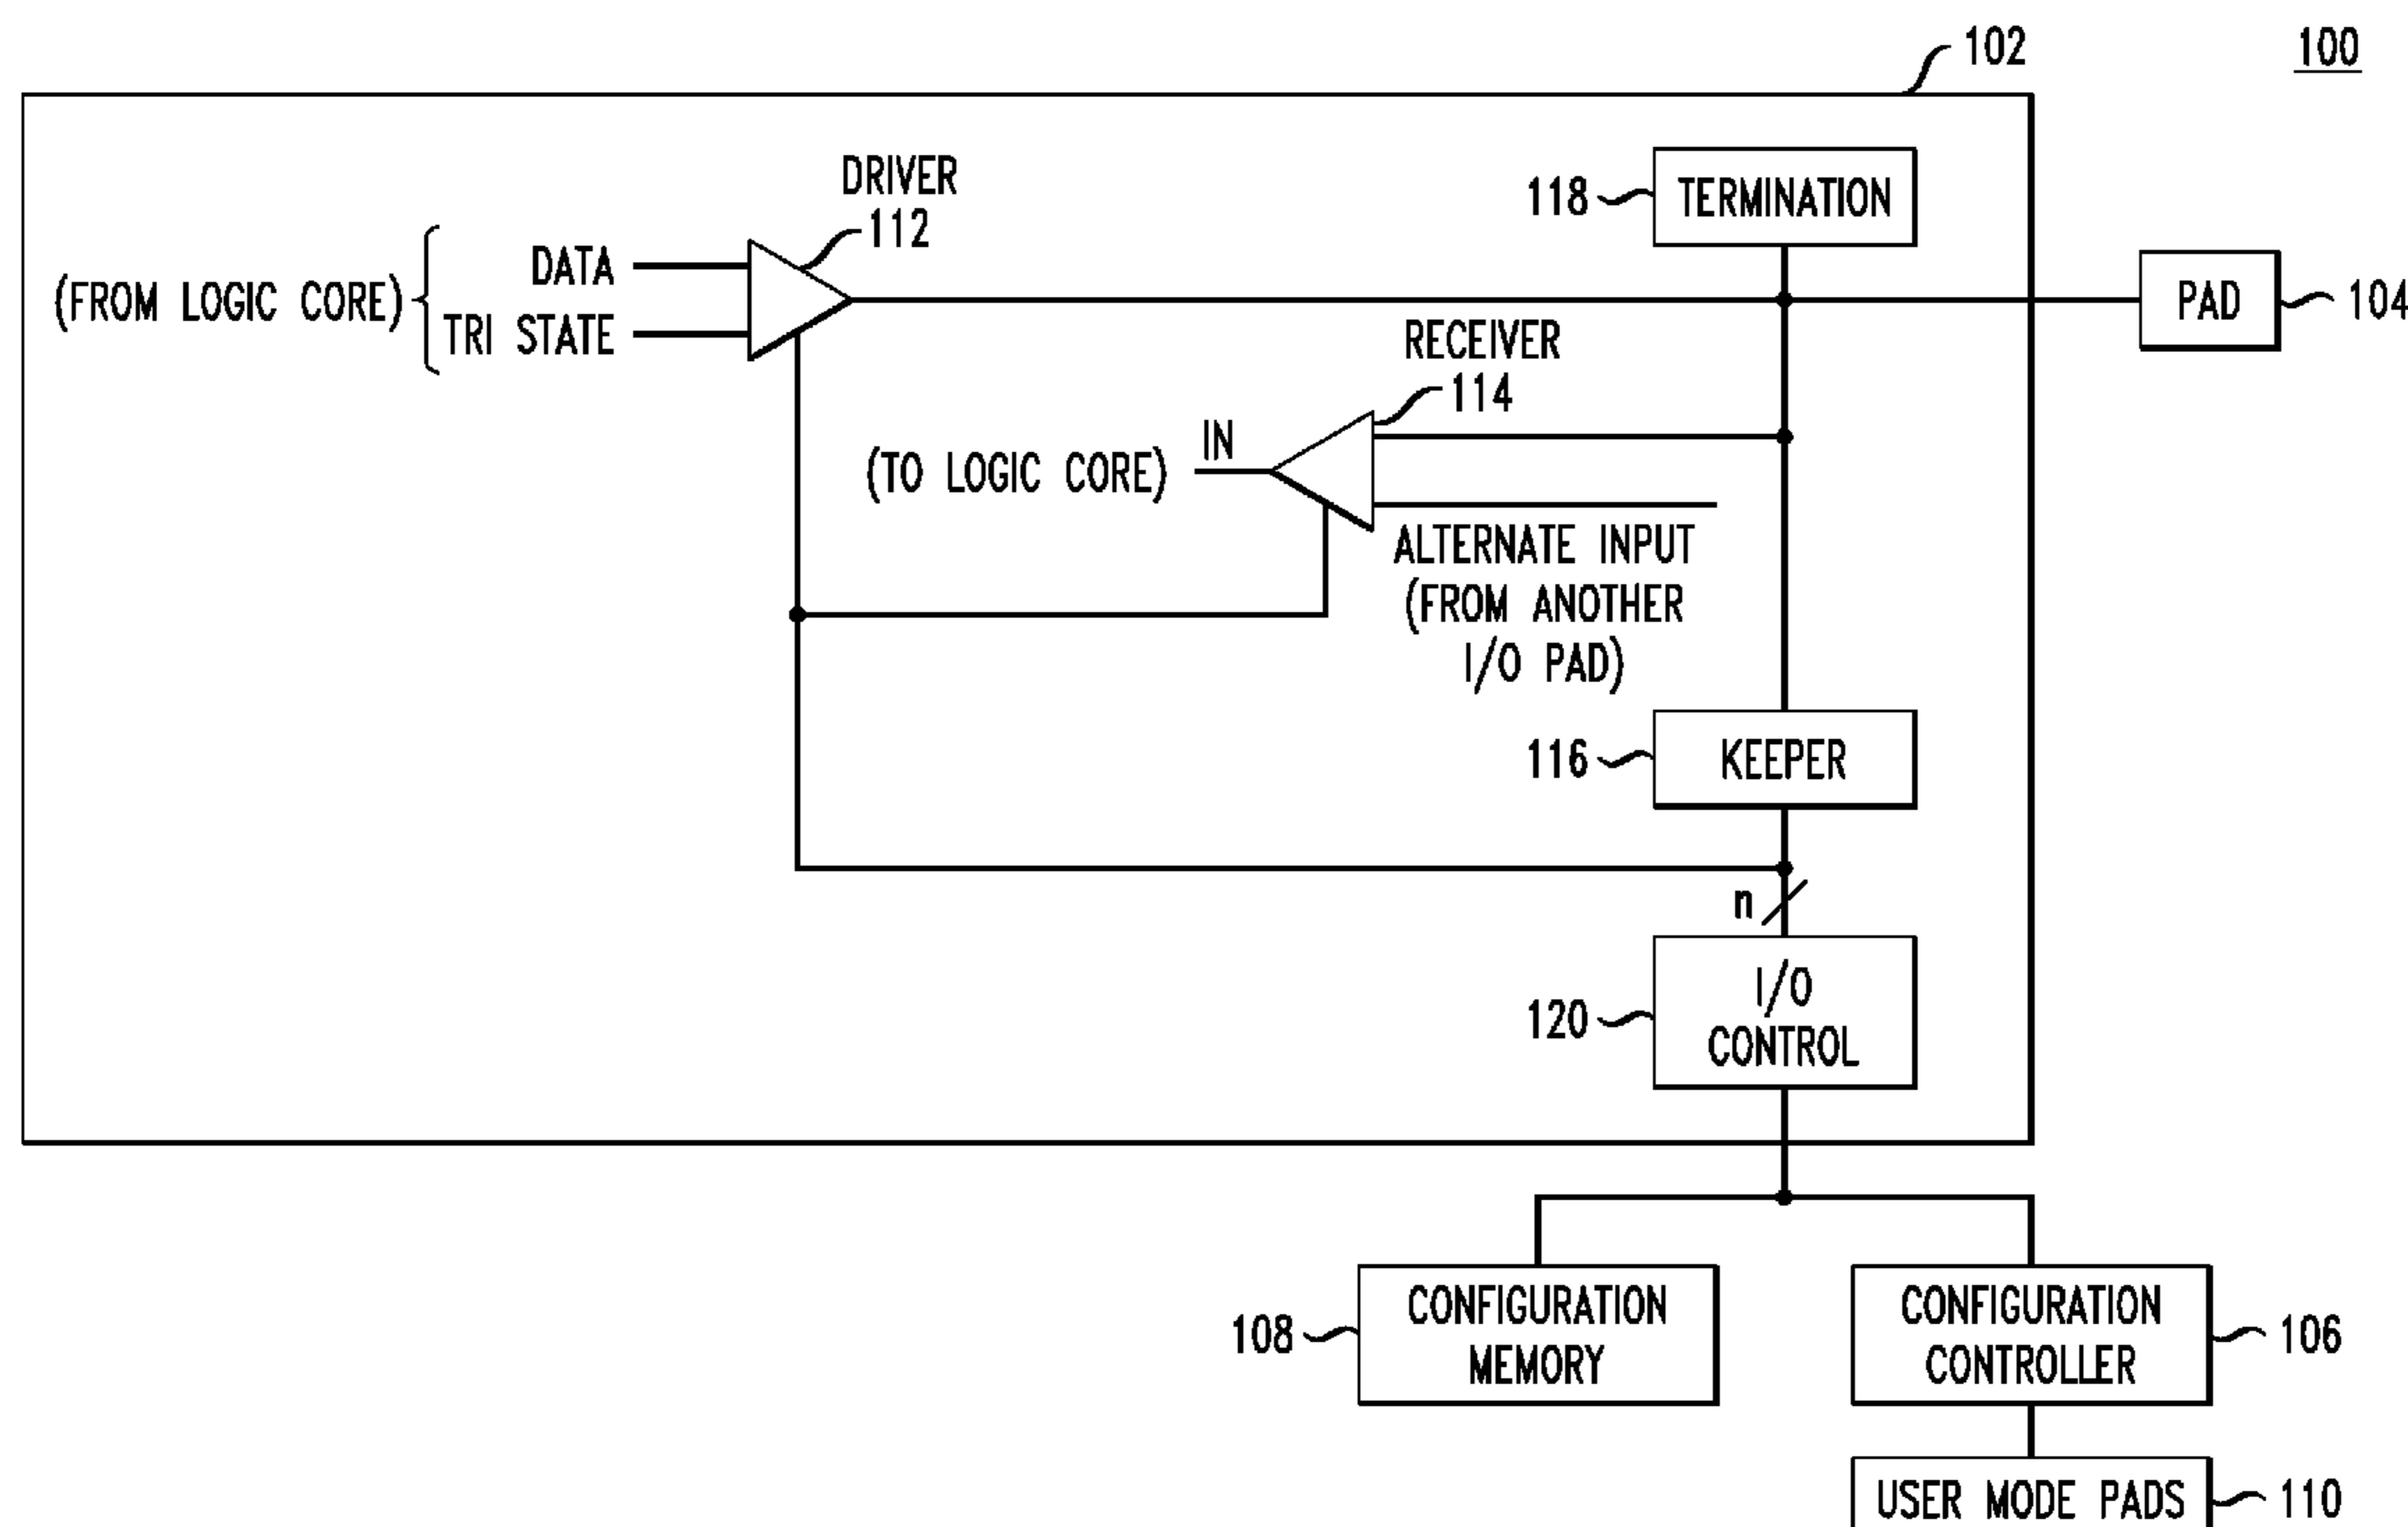 100
102
DRIVER
112
118
TERMINATION
(FROM LOGIC CORE)
DATA
TRI STATE
PAD
104
RECEIVER
114
IN
(TO LOGIC CORE)
ALTERNATE INPUT
(FROM ANOTHER
I/O PAD)
116
KEEPER
n
120
I/O
CONTROL
108
CONFIGURATION
MEMORY
CONFIGURATION
CONTROLLER
106
USER MODE PADS
110